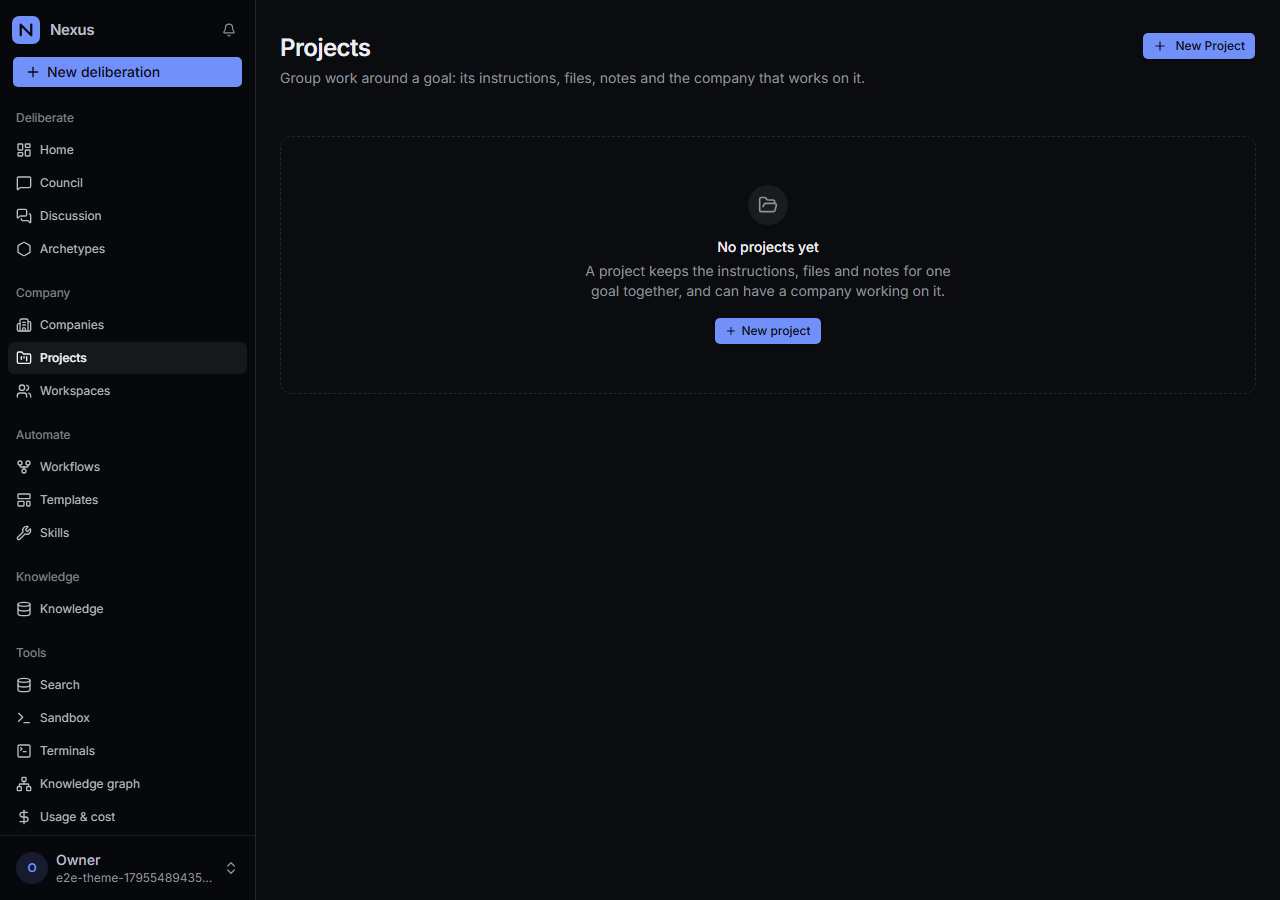 Nexus
New deliberation
Deliberate
Home
Council
Discussion
Archetypes
Company
Companies
Projects
Workspaces
Automate
Workflows
Templates
Skills
Knowledge
Knowledge
Tools
Search
Sandbox
Terminals
Knowledge graph
Usage & cost
O
Owner
e2e-theme-17955489435...
Projects
New Project
Group work around a goal: its instructions, files, notes and the company that works on it.
No projects yet
A project keeps the instructions, files and notes for one
goal together, and can have a company working on it.
New project